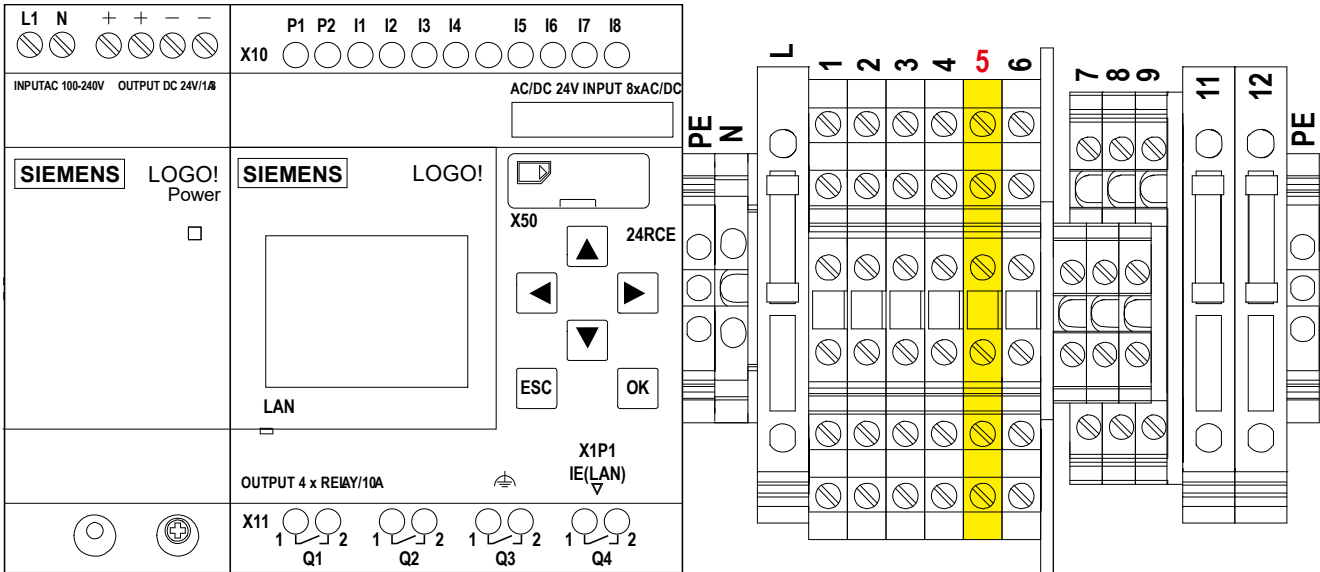 L1 N + + − −
INPUTAC 100-240V OUTPUT DC 24V/1,3
SIEMENS LOGO!
Power
P1 P2 I1 I2 I3 I4 I5 I6 I7 I8
X10
AC/DC 24V INPUT 8xAC/DC
SIEMENS LOGO!
X50
24RCE
ESC OK
LAN
X1P1
IE(LAN)
OUTPUT 4 x RELAY/10A
X11
1 2 1 2 1 2 1 2
Q1 Q2 Q3 Q4
PE N L 1 2 3 4 5 6 7 8 9 11 12 PE